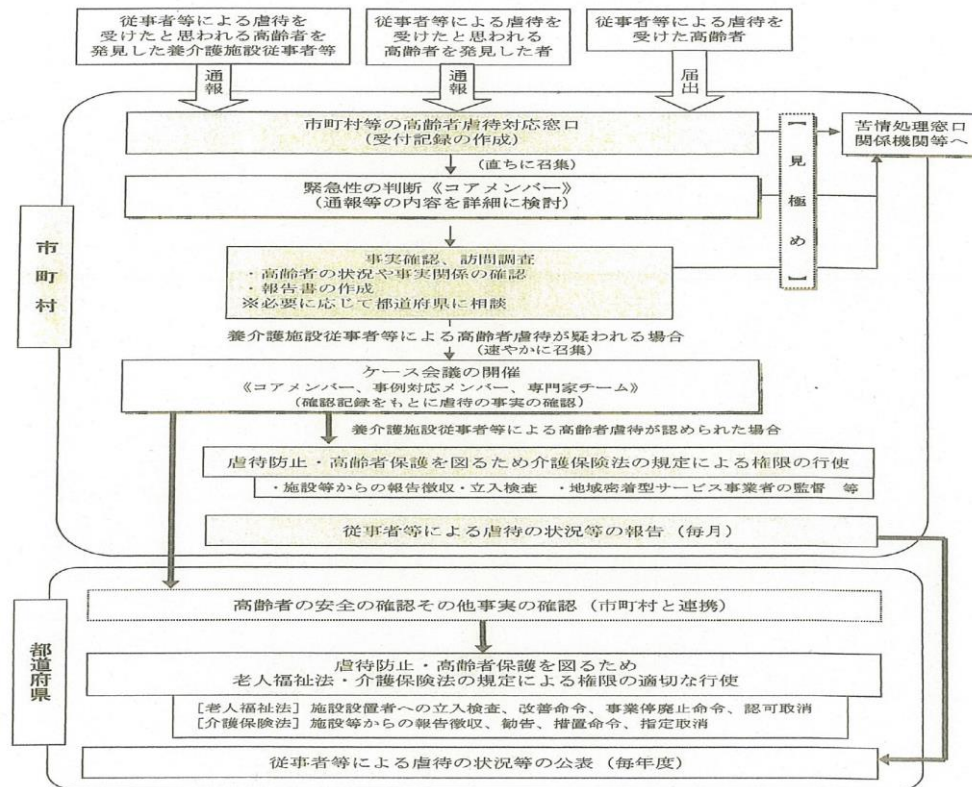 従事者等による虐待を
受けたと思われる高齢者を
発見した養介護施設従事者等
従事者等による虐待を
受けたと思われる
高齢者を発見した者
従事者等による虐待を
受けた高齢者
通報
通報
届出
市町村等の高齢者虐待対応窓口
(受付記録の作成)
【見極め】
苦情処理窓口
関係機関等へ
(直ちに召集)
緊急性の判断《コアメンバー》
(通報等の内容を詳細に検討)
市町村
事実確認、訪問調査
・高齢者の状況や事実関係の確認
・報告書の作成
※必要に応じて都道府県に相談
養介護施設従事者等による高齢者虐待が疑われる場合
(速やかに召集)
ケース会議の開催
《コアメンバー、事例対応メンバー、専門家チーム》
(確認記録をもとに虐待の事実の確認)
養介護施設従事者等による高齢者虐待が認められた場合
虐待防止・高齢者保護を図るため介護保険法の規定による権限の行使
・施設等からの報告徴収・立入検査 ・地域密着型サービス事業者の監督 等
従事者等による虐待の状況等の報告(毎月)
都道府県
高齢者の安全の確認その他事実の確認(市町村と連携)
虐待防止・高齢者保護を図るため
老人福祉法・介護保険法の規定による権限の適切な行使
[老人福祉法] 施設設置者への立入検査、改善命令、事業停廃止命令、認可取消
[介護保険法] 施設等からの報告徴収、勧告、措置命令、指定取消
従事者等による虐待の状況等の公表(毎年度)